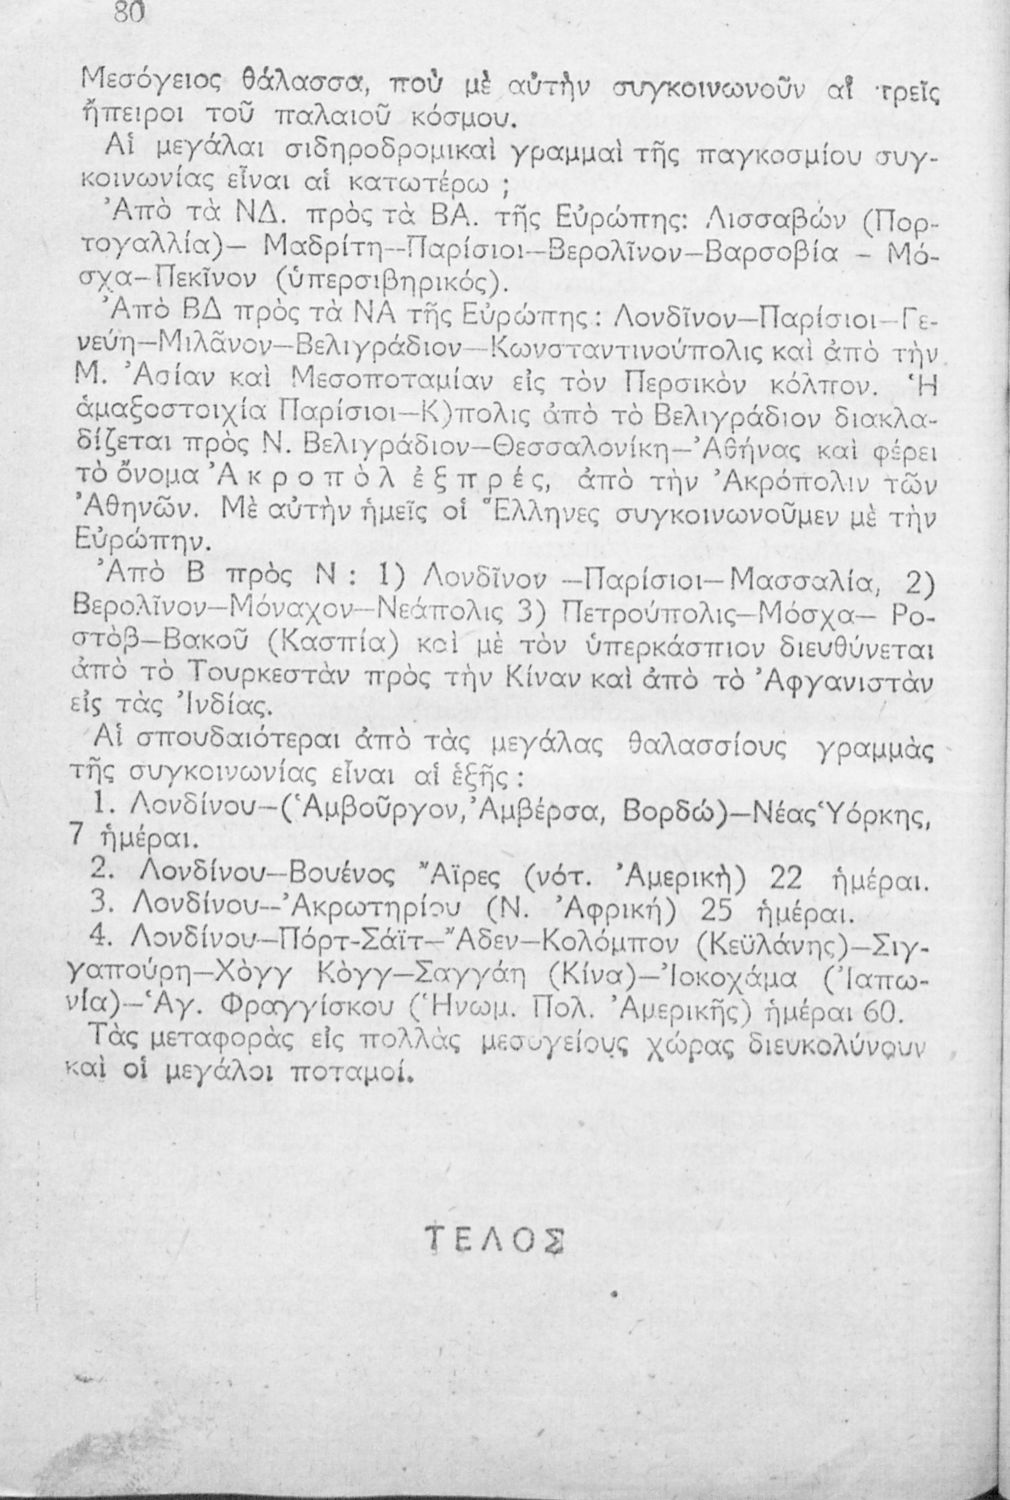 80
Μεσόγειος θάλασσα, ποὺ μὲ αὐτὴν συγκοινωνοῦν αἱ τρεῖς
ἤπειροι τοῦ παλαιοῦ κόσμου.
Αἱ μεγάλαι σιδηροδρομικαὶ γραμμαὶ τῆς παγκοσμίου συγ-
κοινωνίας εἶναι αἱ κατωτέρω ;
Ἀπὸ τὰ ΝΔ. πρὸς τὰ ΒΑ. τῆς Εὐρώπης: Λισσαβὼν (Πορ-
τογαλλία)— Μαδρίτη—Παρίσιοι—Βερολῖνον—Βαρσοβία – Μό-
σχα—Πεκῖνον (ὑπερσιβηρικός).
Ἀπὸ ΒΔ πρὸς τὰ ΝΑ τῆς Εὐρώπης : Λονδῖνον—Παρίσιοι—Γε-
νεύη—Μιλᾶνον—Βελιγράδιον—Κωνσταντινούπολις καὶ ἀπὸ τὴν
Μ. Ἀσίαν καὶ Μεσοποταμίαν εἰς τὸν Περσικὸν κόλπον. Ἡ
ἁμαξοστοιχία Παρίσιοι—Κ)πολις ἀπὸ τὸ Βελιγράδιον διακλα-
δίζεται πρὸς Ν. Βελιγράδιον—Θεσσαλονίκη—Ἀθήνας καὶ φέρει
τὸ ὄνομα Ἀ κ ρ ο π ὸ λ ἐ ξ π ρ έ ς, ἀπὸ τὴν Ἀκρόπολιν τῶν
Ἀθηνῶν. Μὲ αὐτὴν ἡμεῖς οἱ Ἕλληνες συγκοινωνοῦμεν μὲ τὴν
Εὐρώπην.
Ἀπὸ Β πρὸς Ν : 1) Λονδῖνον —Παρίσιοι—Μασσαλία, 2)
Βερολῖνον—Μόναχον—Νεάπολις 3) Πετρούπολις—Μόσχα— Ρο-
στὸβ—Βακοῦ (Κασπία) καὶ μὲ τὸν ὑπερκάσπιον διευθύνεται
ἀπὸ τὸ Τουρκεστὰν πρὸς τὴν Κίναν καὶ ἀπὸ τὸ Ἀφγανιστὰν
εἰς τὰς Ἰνδίας.
Αἱ σπουδαιότεραι ἀπὸ τὰς μεγάλας θαλασσίους γραμμὰς
τῆς συγκοινωνίας εἶναι αἱ ἑξῆς :
1. Λονδίνου—(Ἁμβοῦργον, Ἀμβέρσα, Βορδώ)—Νέας Ὑόρκης,
7 ἡμέραι.
2. Λονδίνου—Βουένος Ἄϊρες (νότ. Ἀμερικὴ) 22 ἡμέραι.
3. Λονδίνου—Ἀκρωτηρίου (Ν. Ἀφρική) 25 ἡμέραι.
4. Λονδίνου—Πόρτ-Σάϊτ—Ἄδεν—Κολόμπον (Κεϋλάνης)—Σιγ-
γαπούρη—Χὸγγ Κὸγγ—Σαγγάη (Κίνα)—Ἰοκοχάμα (Ἰαπω-
νία)—Ἁγ. Φραγγίσκου (Ἡνωμ. Πολ. Ἀμερικῆς) ἡμέραι 60.
Τὰς μεταφορὰς εἰς πολλὰς μεσογείους χώρας διευκολύνουν
καὶ οἱ μεγάλοι ποταμοί.
ΤΕΛΟΣ